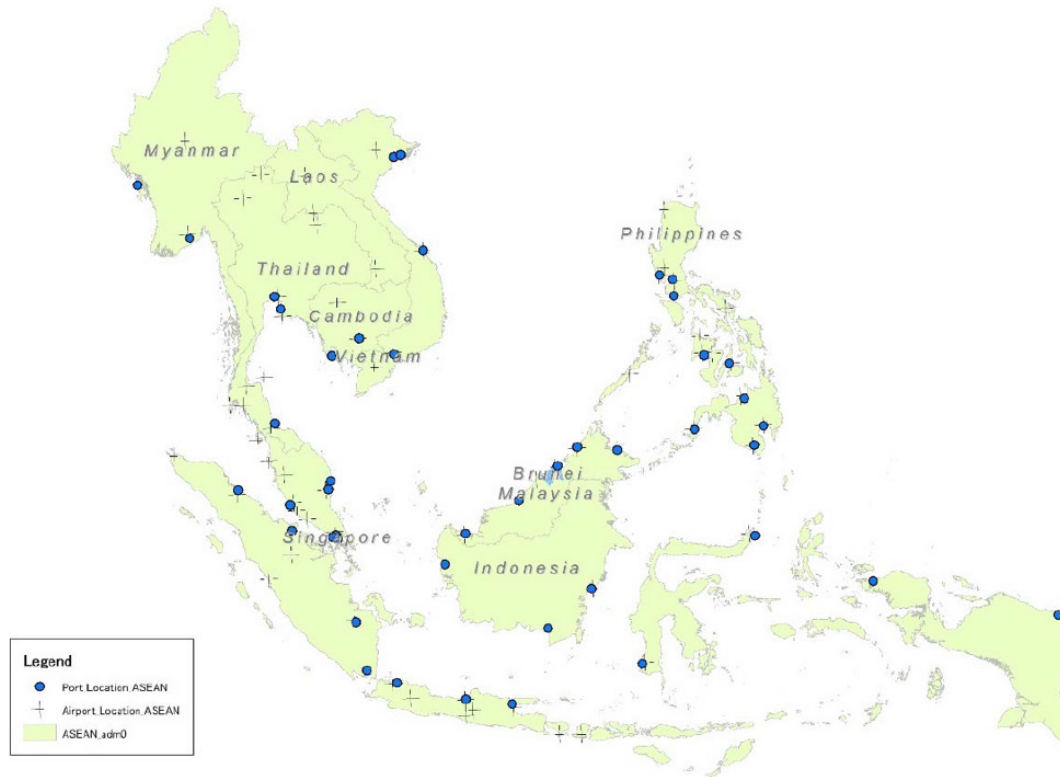 Myanmar
Laos
Philippines
Thailand
Cambodia
Vietnam
Brunei
Malaysia
Singapore
Indonesia
Legend
Port_Location_ASEAN
Airport_Location_ASEAN
ASEAN_adm0